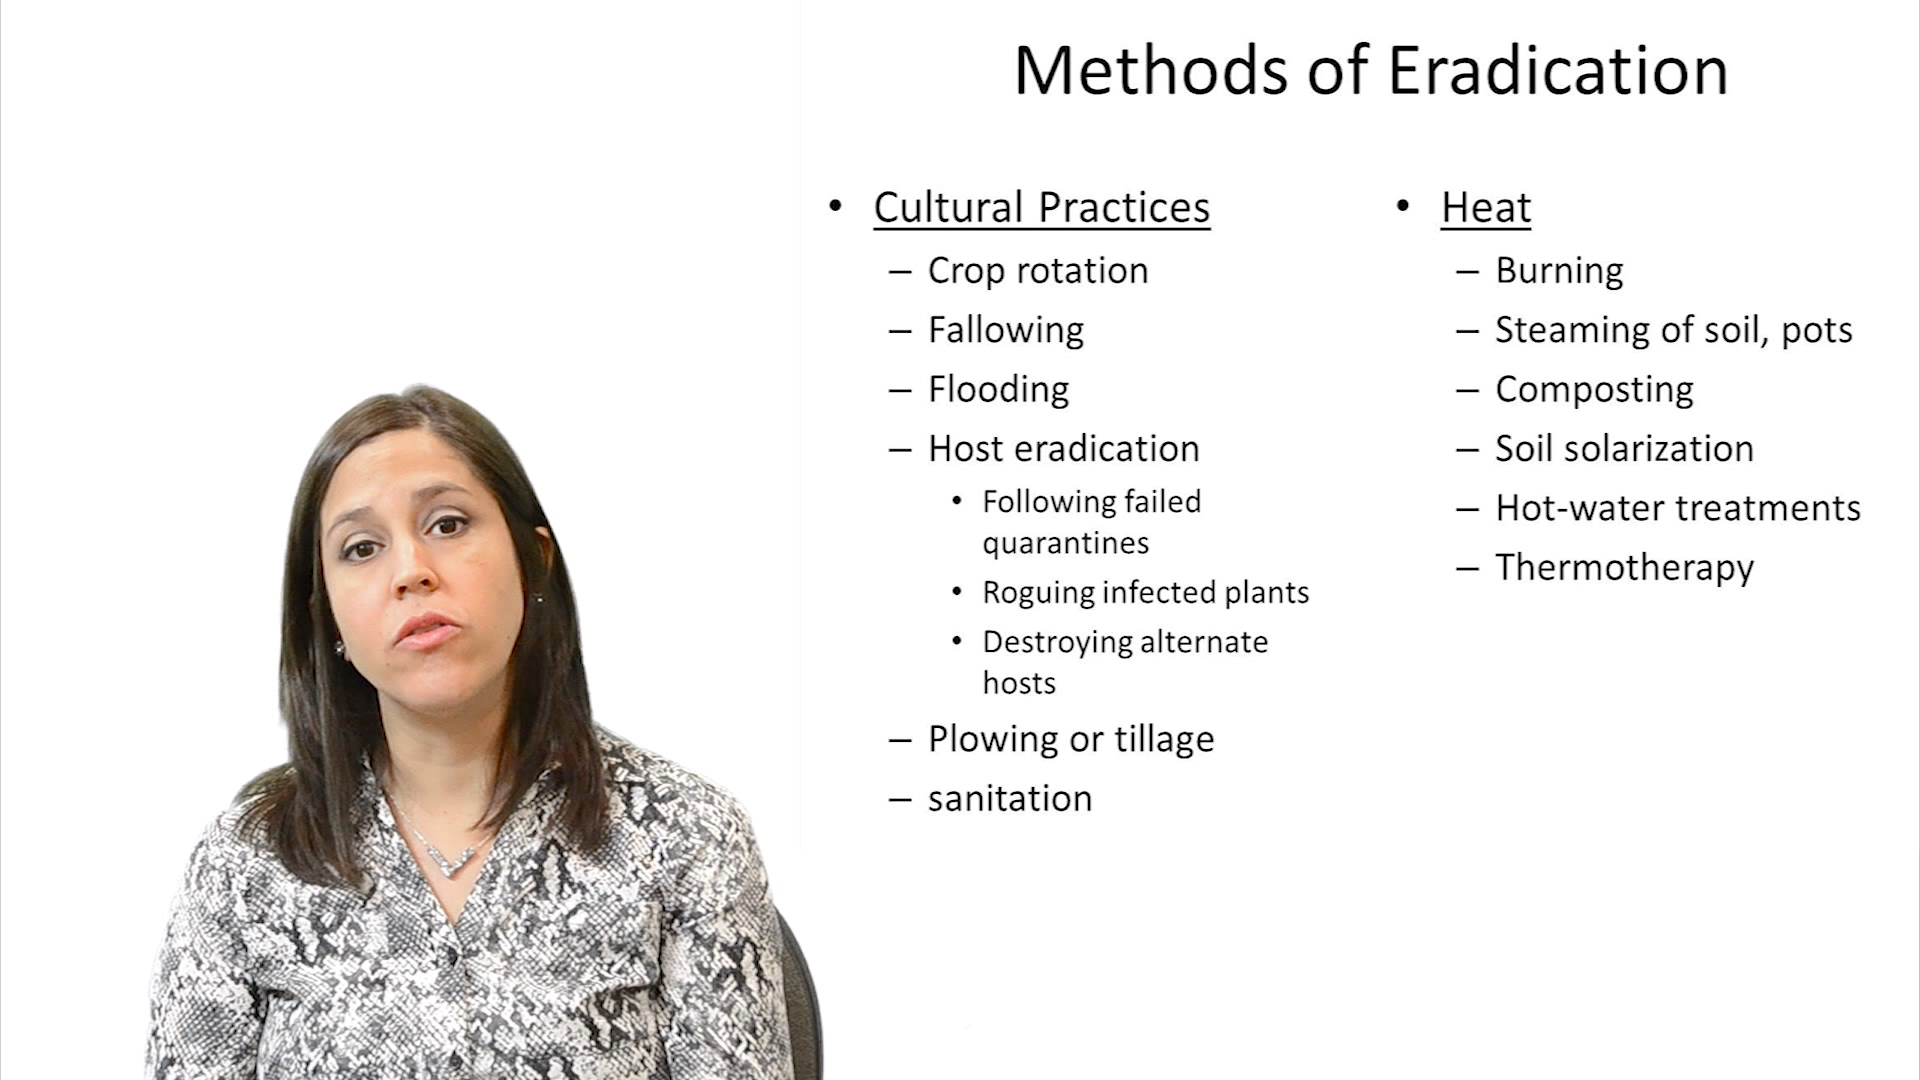 Methods of Eradication
• Cultural Practices
– Crop rotation
– Fallowing
– Flooding
– Host eradication
• Following failed
quarantines
• Roguing infected plants
• Destroying alternate
hosts
– Plowing or tillage
– sanitation
• Heat
– Burning
– Steaming of soil, pots
– Composting
– Soil solarization
– Hot-water treatments
– Thermotherapy